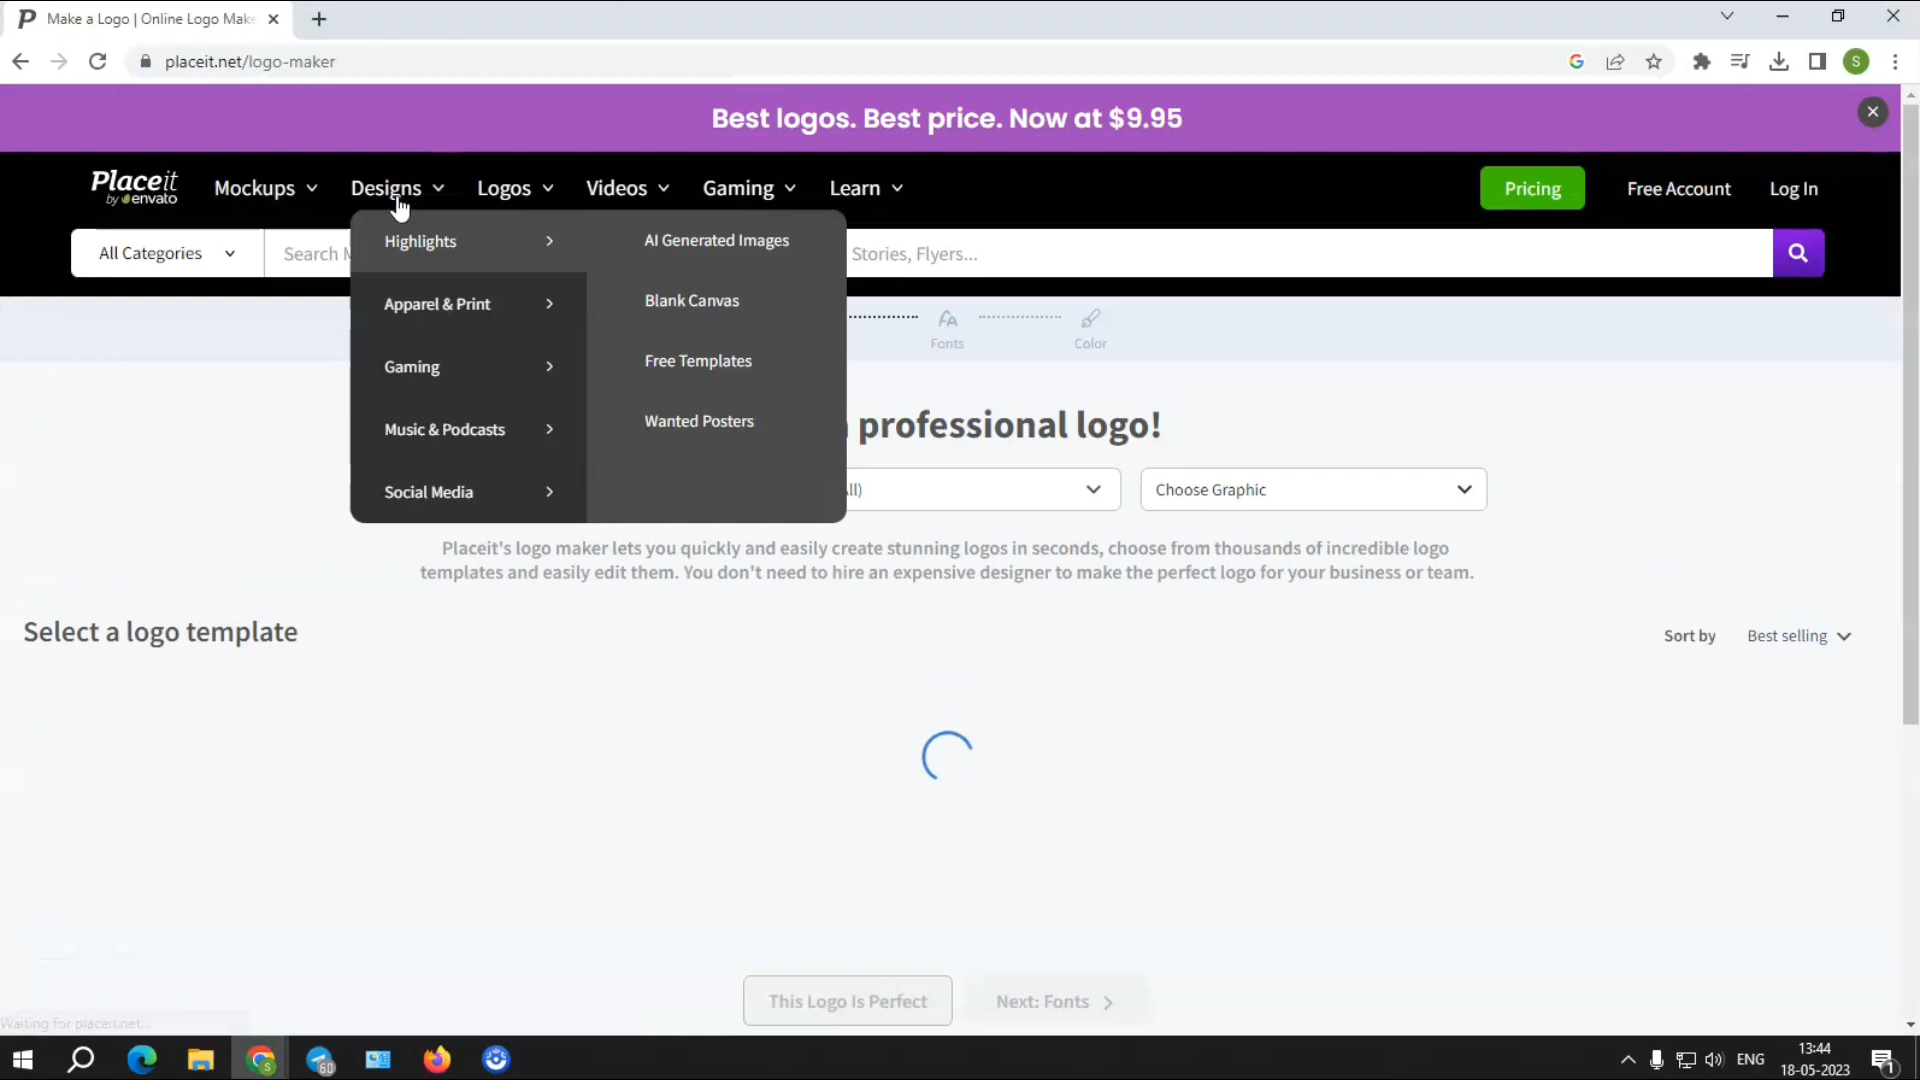 Make a Logo | Online Logo Make
placeit.net/logo-maker
S
Best logos. Best price. Now at $9.95
Placeit
by envato
Mockups
Designs
Logos
Videos
Gaming
Learn
Pricing
Free Account
Log In
All Categories
Search M
Stories, Flyers...
Highlights
Apparel & Print
Gaming
Music & Podcasts
Social Media
AI Generated Images
Blank Canvas
Free Templates
Wanted Posters
Fonts
Color
professional logo!
All)
Choose Graphic
Placeit's logo maker lets you quickly and easily create stunning logos in seconds, choose from thousands of incredible logo
templates and easily edit them. You don't need to hire an expensive designer to make the perfect logo for your business or team.
Select a logo template
Sort by
Best selling
This Logo Is Perfect
Next: Fonts
Waiting for placeit.net...
S
60
ENG
13:44
18-05-2023
1